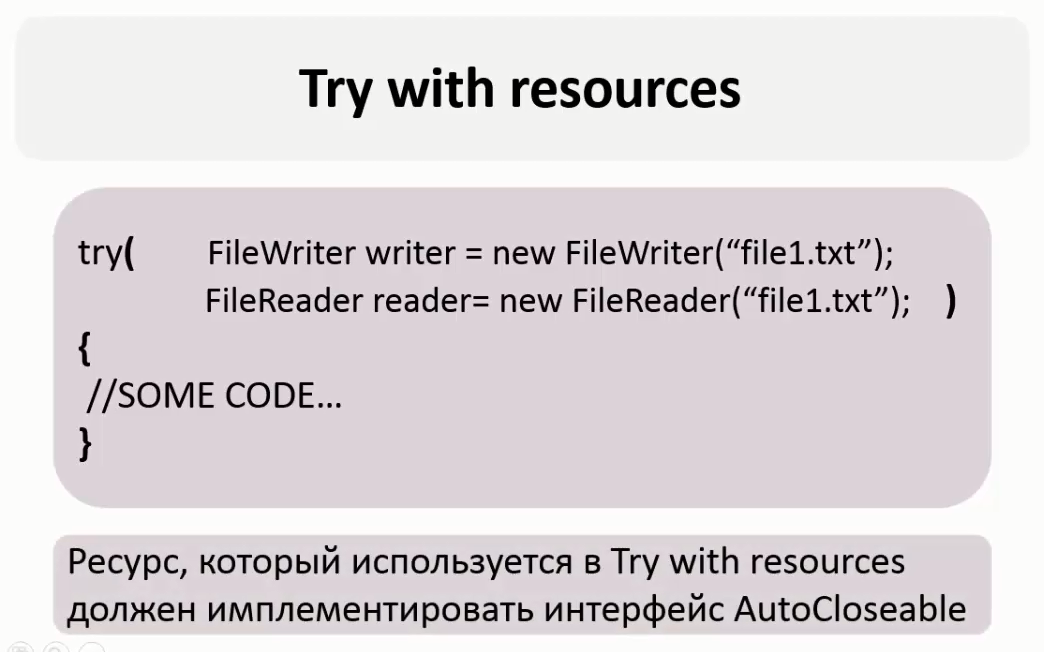 Try with resources
try( FileWriter writer = new FileWriter(“file1.txt”);
FileReader reader= new FileReader(“file1.txt”); )
{
//SOME CODE...
}
Ресурс, который используется в Try with resources
должен имплементировать интерфейс AutoCloseable